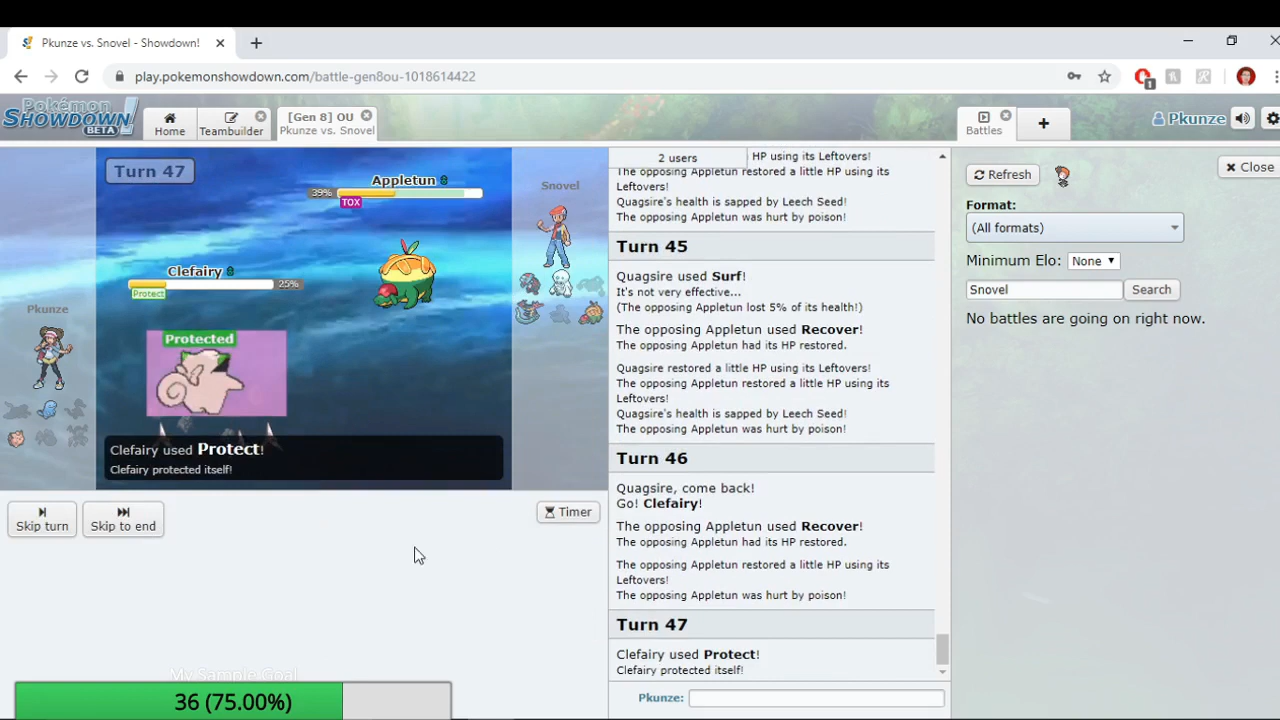 Pkunze vs. Snovel - Showdown!
play.pokemonshowdown.com/battle-gen8ou-1018614422
1
Pokémon
SHOWDOWN!
BETA
Home
Teambuilder
[Gen 8] OU
Pkunze vs. Snovel
Battles
Pkunze
Turn 47
Appletun
39%
TOX
Clefairy
25%
Protect
Pkunze
Snovel
Protected
Clefairy used Protect!
Clefairy protected itself!
Skip turn
Skip to end
Timer
My Sample Goal
36 (75.00%)
2 users
HP using its Leftovers!
The opposing Appletun restored a little HP using its
Leftovers!
Quagsire's health is sapped by Leech Seed!
The opposing Appletun was hurt by poison!
Turn 45
Quagsire used Surf!
It's not very effective...
(The opposing Appletun lost 5% of its health!)
The opposing Appletun used Recover!
The opposing Appletun had its HP restored.
Quagsire restored a little HP using its Leftovers!
The opposing Appletun restored a little HP using its
Leftovers!
Quagsire's health is sapped by Leech Seed!
The opposing Appletun was hurt by poison!
Turn 46
Quagsire, come back!
Go! Clefairy!
The opposing Appletun used Recover!
The opposing Appletun had its HP restored.
The opposing Appletun restored a little HP using its
Leftovers!
The opposing Appletun was hurt by poison!
Turn 47
Clefairy used Protect!
Clefairy protected itself!
Pkunze:
Refresh
Close
Format:
(All formats)
Minimum Elo: None
Snovel
Search
No battles are going on right now.